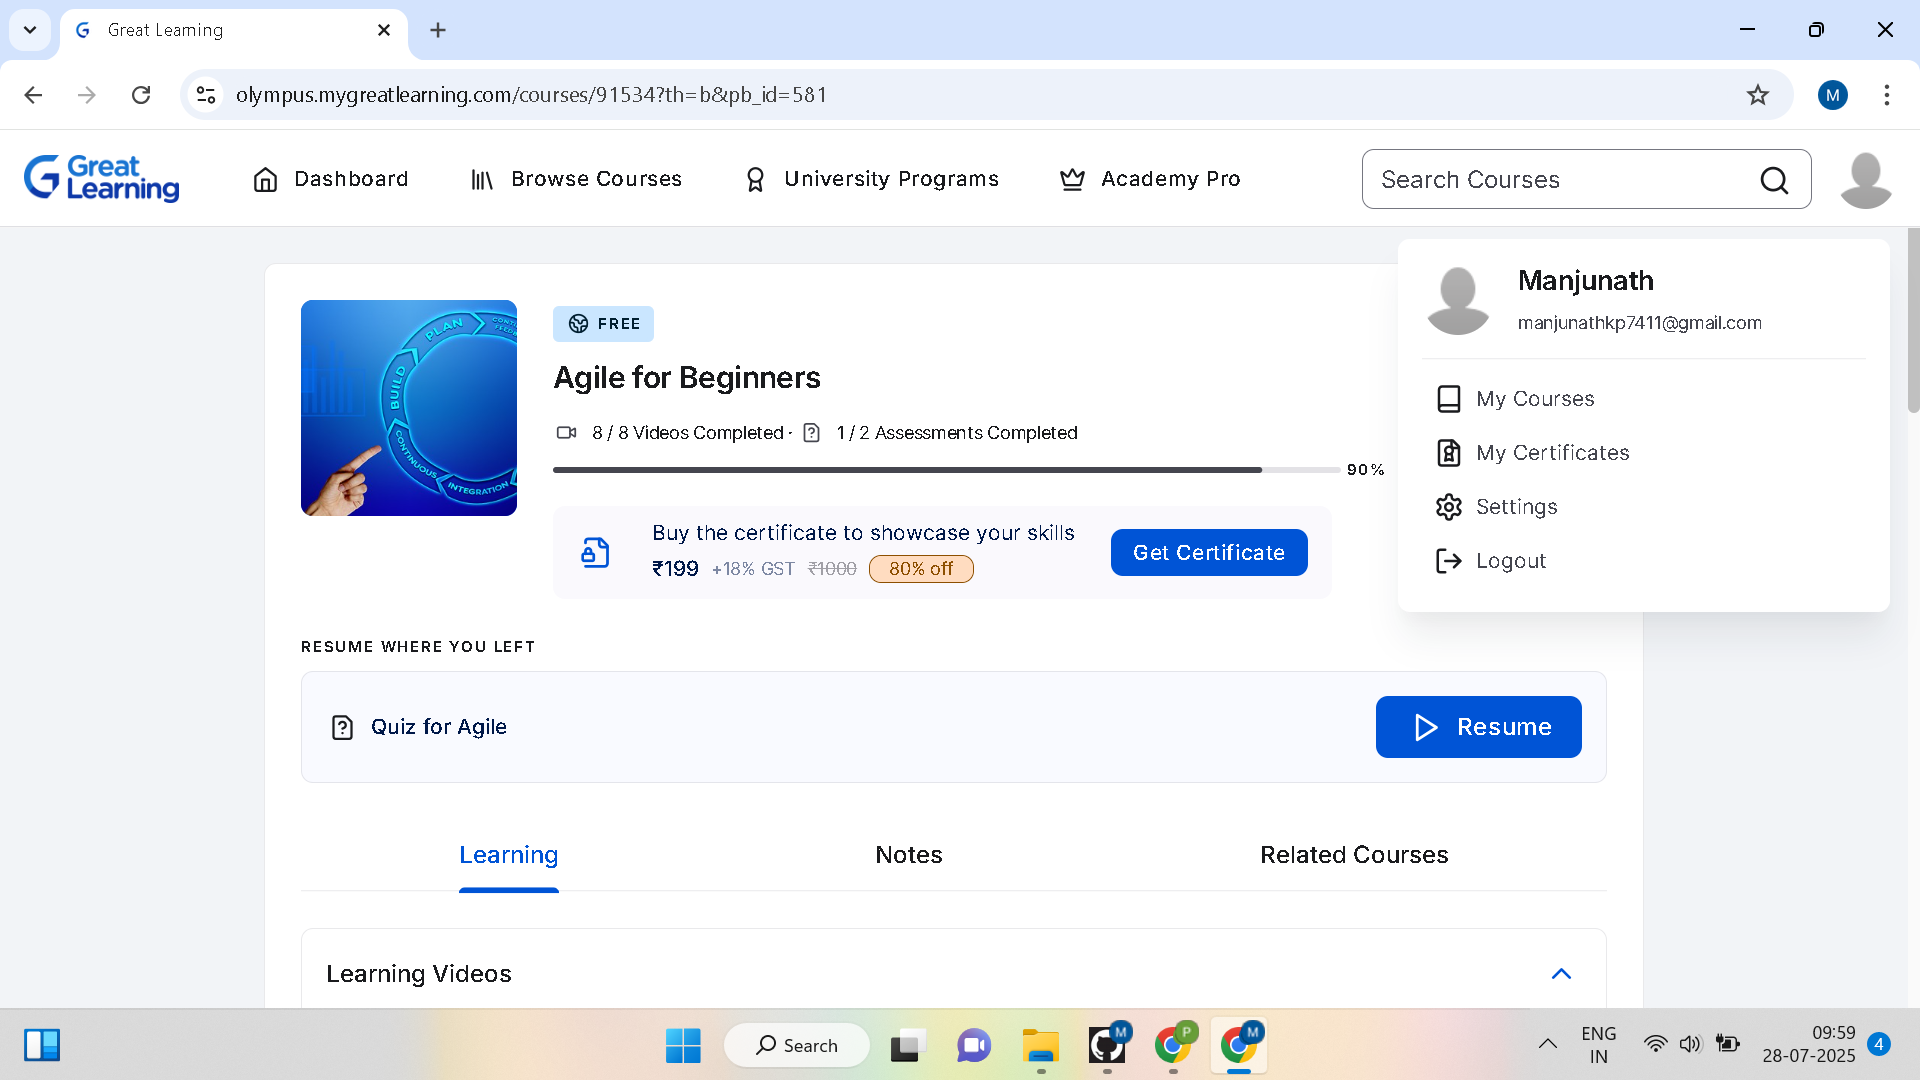 Great Learning
olympus.mygreatlearning.com/courses/91534?th=b&pb_id=581
M
Great
Learning
Dashboard
Browse Courses
University Programs
Academy Pro
Search Courses
Manjunath
manjunathkp7411@gmail.com
My Courses
My Certificates
Settings
Logout
PLAN
BUILD
CONTINUOUS
INTEGRATION
FREE
Agile for Beginners
8 / 8 Videos Completed · 1 / 2 Assessments Completed
90%
Buy the certificate to showcase your skills
₹199 +18% GST ₹1000 80% off
Get Certificate
RESUME WHERE YOU LEFT
Quiz for Agile
Resume
Learning
Notes
Related Courses
Learning Videos
Search
M
P
M
ENG
IN
09:59
28-07-2025
4